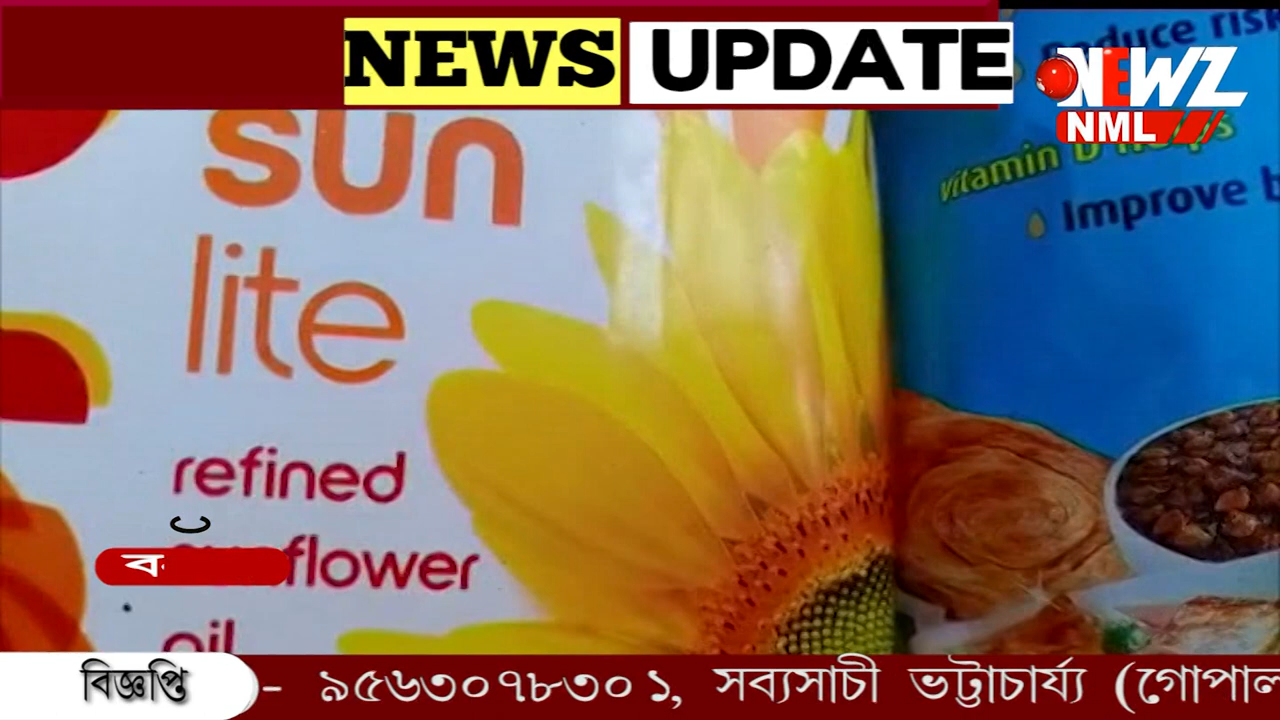 NEWS UPDATE
NEWZ
NML
sun
lite
refined
flower
oil
vitamin D
Improve
বিজ্ঞপ্তি
- ৯৫৬৩০৭৮৩০১, সব্যসাচী ভট্টাচার্য্য (গোপাল